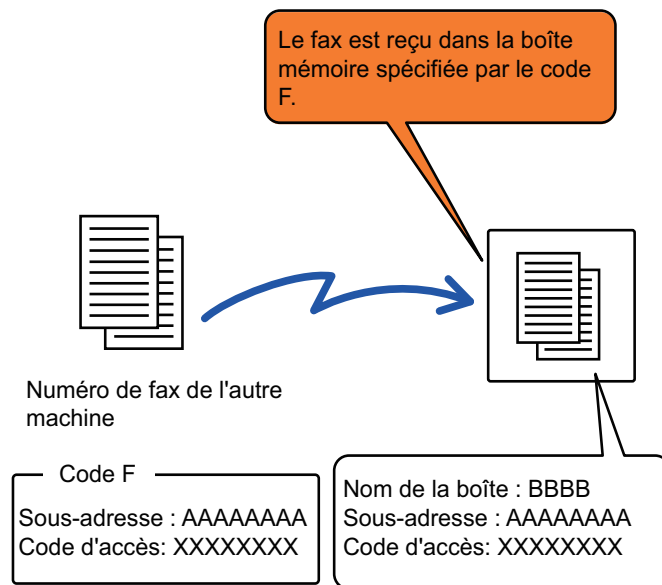 Le fax est reçu dans la boîte
mémoire spécifiée par le code
F.
Numéro de fax de l'autre
machine
Code F
Sous-adresse : AAAAAAAA
Code d'accès: XXXXXXXX
Nom de la boîte : BBBB
Sous-adresse : AAAAAAAA
Code d'accès: XXXXXXXX